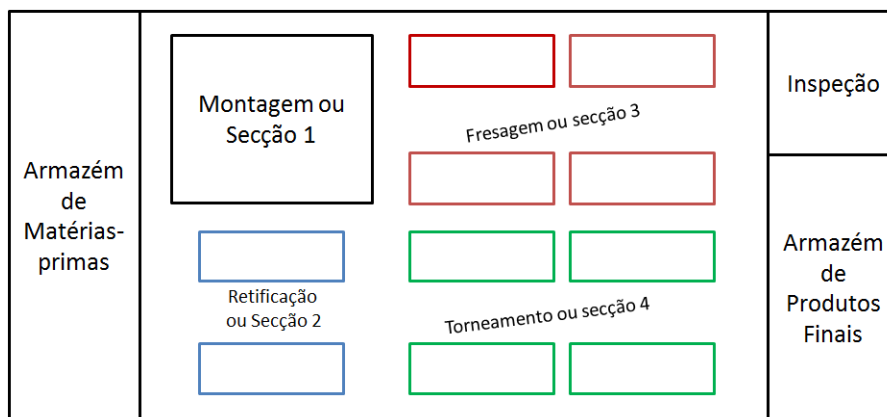 Armazém
de
Matérias-
primas
Montagem ou
Secção 1
Retificação
ou Secção 2
Fresagem ou secção 3
Torneamento ou secção 4
Inspeção
Armazém
de
Produtos
Finais